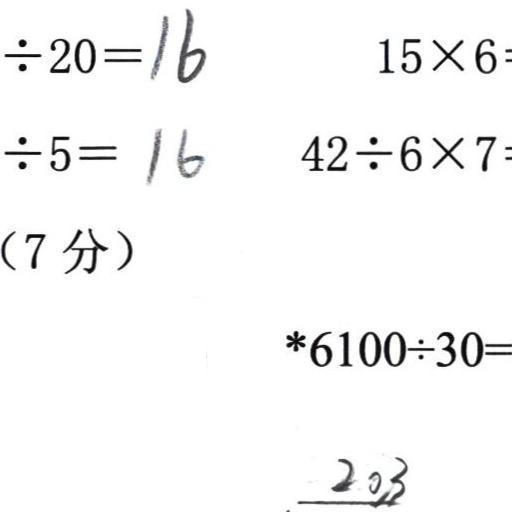 ÷20=16 15×6=
÷5= 16 42÷6×7=
（7 分）
*6100÷30=
203